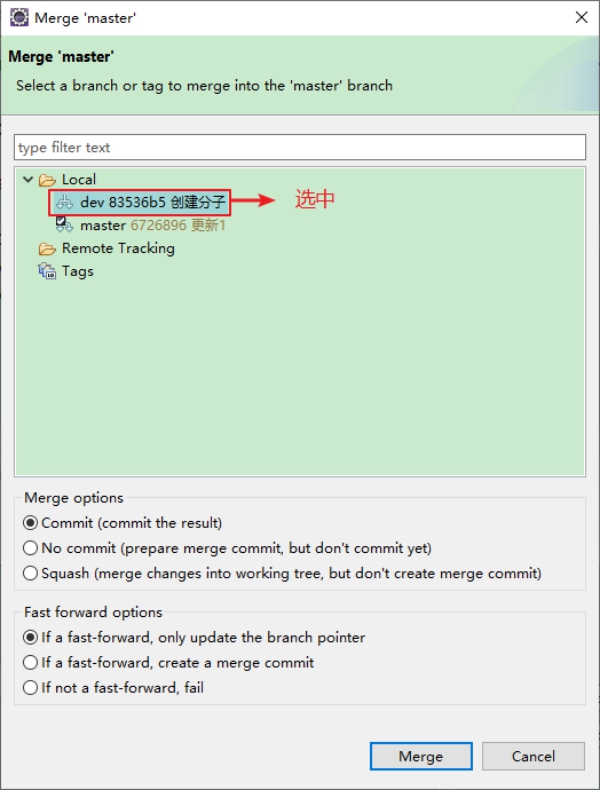 Merge 'master'
Merge 'master'
Select a branch or tag to merge into the 'master' branch
type filter text
Local
dev 83536b5 创建分子 选中
master 6726896 更新1
Remote Tracking
Tags
Merge options
Commit (commit the result)
No commit (prepare merge commit, but don't commit yet)
Squash (merge changes into working tree, but don't create merge commit)
Fast forward options
If a fast-forward, only update the branch pointer
If a fast-forward, create a merge commit
If not a fast-forward, fail
Merge Cancel